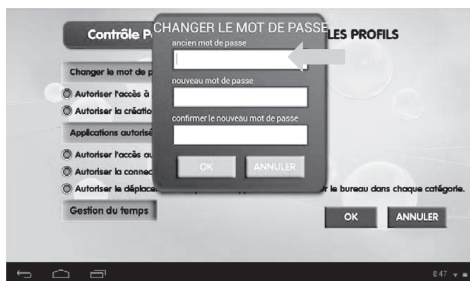 Contrôle P
LES PROFILS
CHANGER LE MOT DE PASSE
ancien mot de passe
nouveau mot de passe
confirmer le nouveau mot de passe
OK
ANNULER
Changer le mot de p
Autoriser l'accès à
Autoriser la créatio
Applications autorisé
Autoriser l'accès au
Autoriser la connec
Autoriser le déplace
r le bureau dans chaque catégorie.
Gestion du temps
OK
ANNULER
8:47